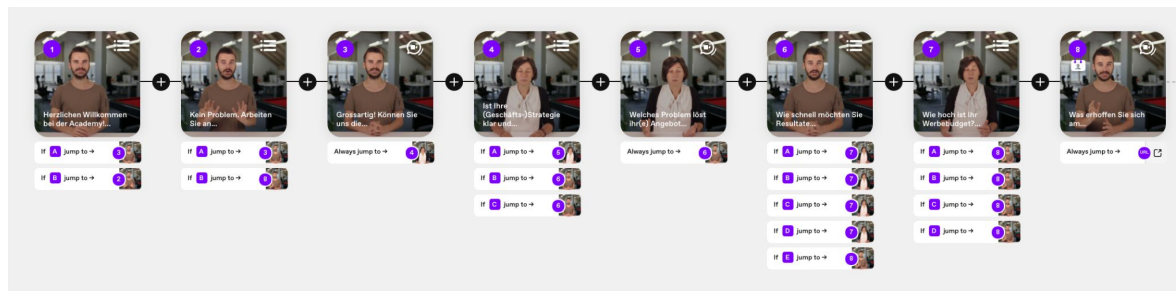 1
Herzlichen Willkommen
bei der Academy!...
If A jump to → 3
If B jump to → 2
2
Kein Problem. Arbeiten
Sie an...
If A jump to → 3
If B jump to → 8
3
Grossartig! Können Sie
uns die...
Always jump to → 4
4
Ist Ihre
(Geschäfts-)Strategie
klar und...
If A jump to → 5
If B jump to → 6
If C jump to → 6
5
Welches Problem löst
ihr(e) Angebot...
Always jump to → 6
6
Wie schnell möchten Sie
Resultate...
If A jump to → 7
If B jump to → 7
If C jump to → 7
If D jump to → 7
If E jump to → 8
7
Wie hoch ist Ihr
Werbebudget?...
If A jump to → 8
If B jump to → 8
If C jump to → 8
If D jump to → 8
8
Was erhoffen Sie sich
am...
Always jump to → URL